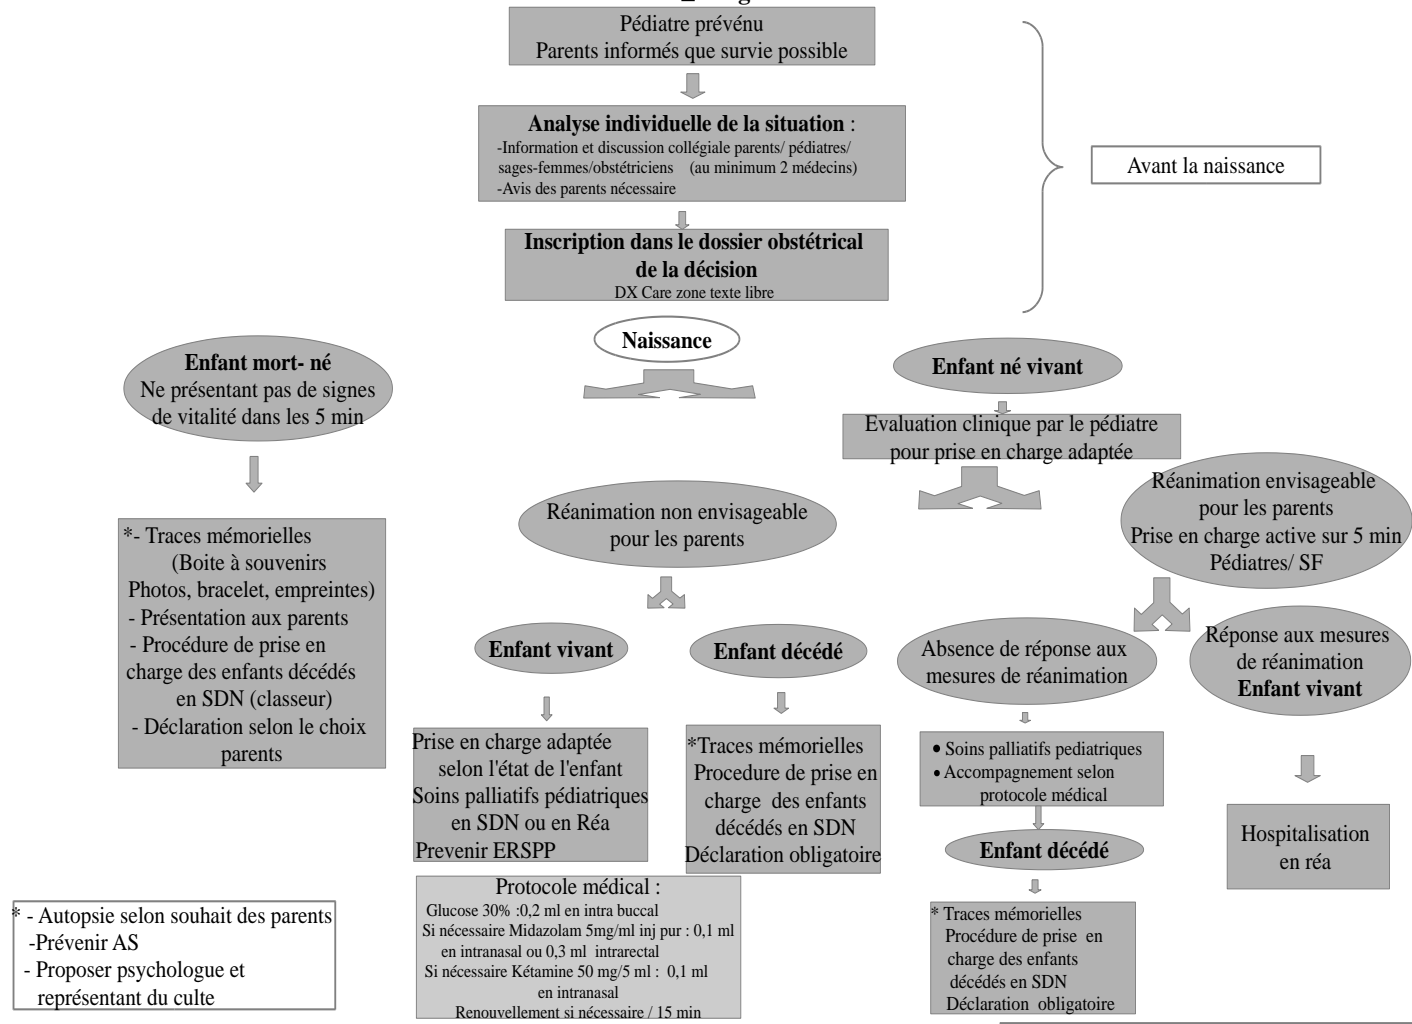 Pédiatre prévénu
Parents informés que survie possible
Analyse individuelle de la situation :
-Information et discussion collégiale parents/ pédiatres/
sages-femmes/obstétriciens (au minimum 2 médecins)
-Avis des parents nécessaire
Avant la naissance
Inscription dans le dossier obstétrical
de la décision
DX Care zone texte libre
Naissance
Enfant mort- né
Ne présentant pas de signes
de vitalité dans les 5 min
Enfant né vivant
Evaluation clinique par le pédiatre
pour prise en charge adaptée
*- Traces mémorielles
(Boite à souvenirs
Photos, bracelet, empreintes)
- Présentation aux parents
- Procédure de prise en
charge des enfants décédés
en SDN (classeur)
- Déclaration selon le choix
parents
Réanimation non envisageable
pour les parents
Réanimation envisageable
pour les parents
Prise en charge active sur 5 min
Pédiatres/ SF
Enfant vivant
Enfant décédé
Absence de réponse aux
mesures de réanimation
Réponse aux mesures
de réanimation
Enfant vivant
Prise en charge adaptée
selon l'état de l'enfant
Soins palliatifs pédiatriques
en SDN ou en Réa
Prevenir ERSPP
*Traces mémorielles
Procedure de prise en
charge des enfants
décédés en SDN
Déclaration obligatoire
• Soins palliatifs pediatriques
• Accompagnement selon
protocole médical
Hospitalisation
en réa
Enfant décédé
Protocole médical :
Glucose 30% :0,2 ml en intra buccal
Si nécessaire Midazolam 5mg/ml inj pur : 0,1 ml
en intranasal ou 0,3 ml intrarectal
Si nécessaire Kétamine 50 mg/5 ml : 0,1 ml
en intranasal
Renouvellement si nécessaire / 15 min
* Traces mémorielles
Procédure de prise en
charge des enfants
décédés en SDN
Déclaration obligatoire
* - Autopsie selon souhait des parents
-Prévenir AS
- Proposer psychologue et
représentant du culte